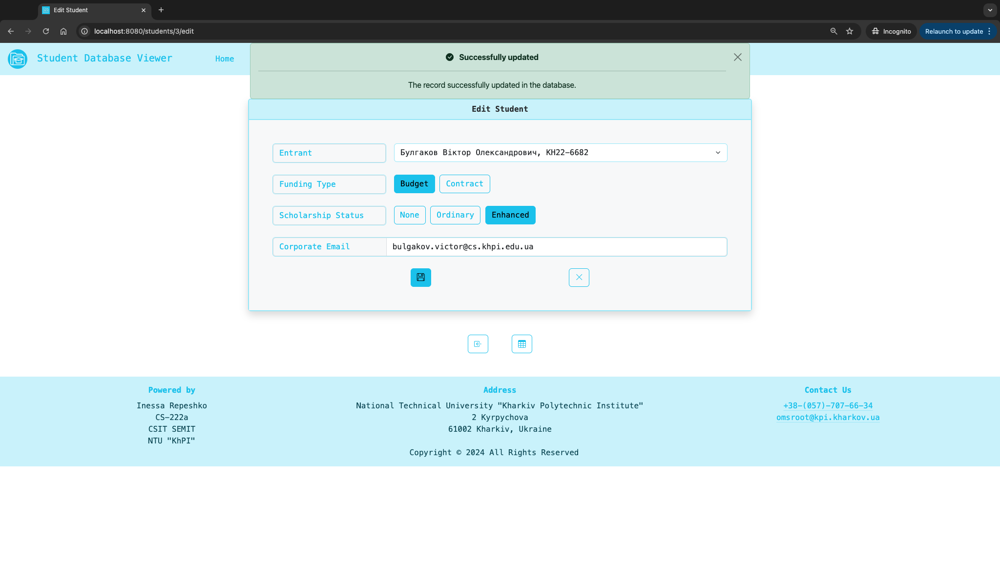 Edit Student
localhost:8080/students/3/edit
Incognito
Relaunch to update
Student Database Viewer
Home
Successfully updated
The record successfully updated in the database.
Edit Student
Entrant
Булгаков Віктор Олександрович, КН22-6682
Funding Type
Budget
Contract
Scholarship Status
None
Ordinary
Enhanced
Corporate Email
bulgakov.victor@cs.khpi.edu.ua
Powered by
Inessa Repeshko
CS-222a
CSIT SEMIT
NTU "KhPI"
Address
National Technical University "Kharkiv Polytechnic Institute"
2 Kyrpychova
61002 Kharkiv, Ukraine
Copyright © 2024 All Rights Reserved
Contact Us
+38-(057)-707-66-34
omsroot@kpi.kharkov.ua